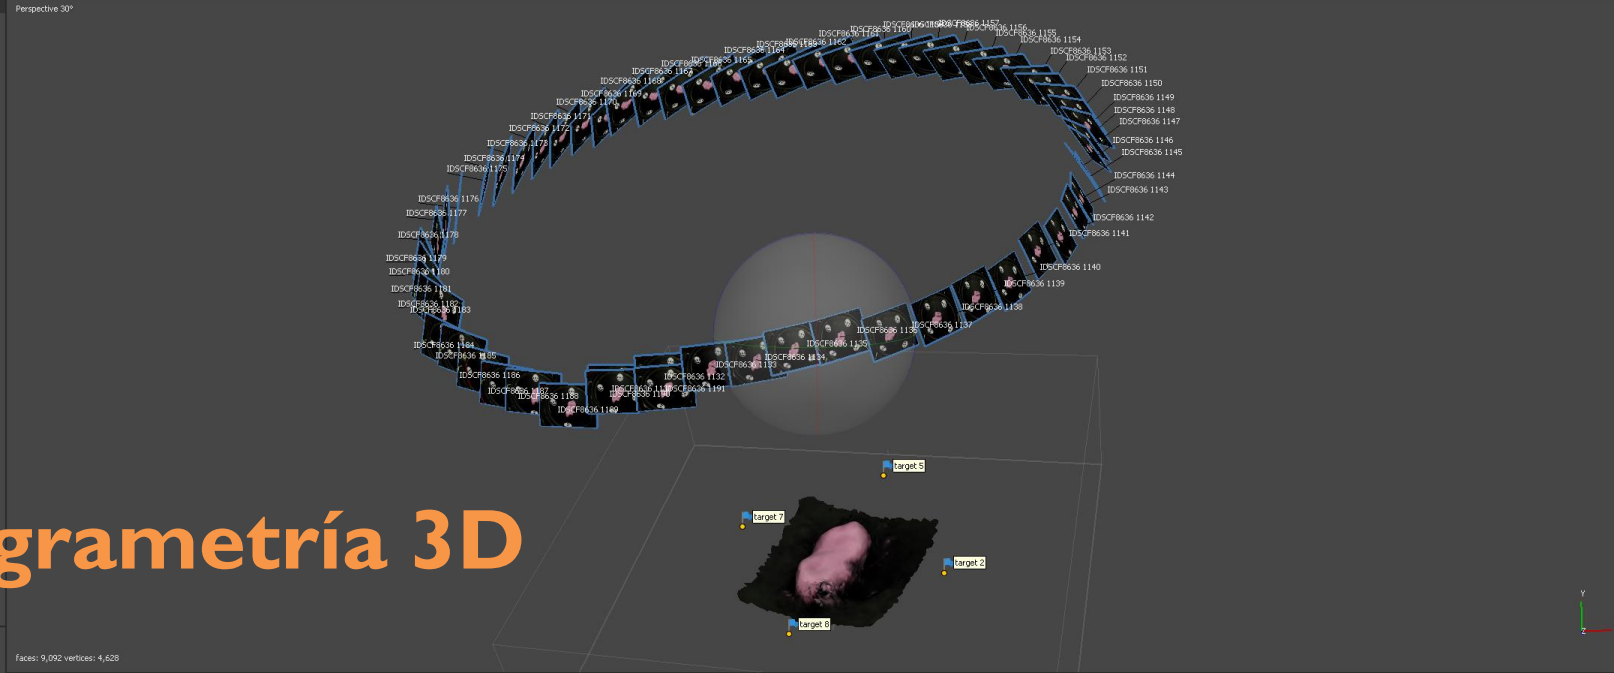 Perspective 30°
IDSCF8636 1157
IDSCF8636 1156
IDSCF8636 1155
IDSCF8636 1154
IDSCF8636 1153
IDSCF8636 1152
IDSCF8636 1151
IDSCF8636 1150
IDSCF8636 1149
IDSCF8636 1148
IDSCF8636 1147
IDSCF8636 1146
IDSCF8636 1145
IDSCF8636 1144
IDSCF8636 1143
IDSCF8636 1142
IDSCF8636 1141
IDSCF8636 1140
IDSCF8636 1139
IDSCF8636 1138
IDSCF8636 1137
IDSCF8636 1136
IDSCF8636 1135
IDSCF8636 1134
IDSCF8636 1133
IDSCF8636 1132
IDSCF8636 1162
IDSCF8636 1164
IDSCF8636 1165
IDSCF8636 1167
IDSCF8636 1168
IDSCF8636 1169
IDSCF8636 1170
IDSCF8636 1171
IDSCF8636 1172
IDSCF8636 1173
IDSCF8636 1174
IDSCF8636 1175
IDSCF8636 1176
IDSCF8636 1177
IDSCF8636 1178
IDSCF8636 1179
IDSCF8636 1180
IDSCF8636 1181
IDSCF8636 1182
IDSCF8636 1183
IDSCF8636 1184
IDSCF8636 1185
IDSCF8636 1186
IDSCF8636 1187
IDSCF8636 1188
IDSCF8636 1189
IDSCF8636 1190
IDSCF8636 1191
target 5
target 7
grametría 3D
target 2
target 8
Y
Z
faces: 9,092 vertices: 4,628